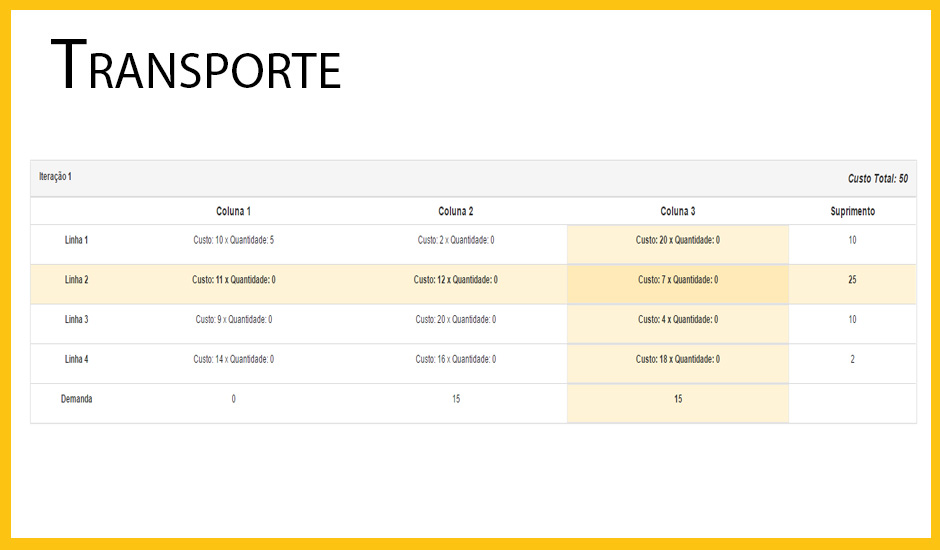 TRANSPORTE
Iteração 1 Custo Total: 50
Coluna 1 Coluna 2 Coluna 3 Suprimento
Linha 1 Custo: 10 x Quantidade: 5 Custo: 2 x Quantidade: 0 Custo: 20 x Quantidade: 0 10
Linha 2 Custo: 11 x Quantidade: 0 Custo: 12 x Quantidade: 0 Custo: 7 x Quantidade: 0 25
Linha 3 Custo: 9 x Quantidade: 0 Custo: 20 x Quantidade: 0 Custo: 4 x Quantidade: 0 10
Linha 4 Custo: 14 x Quantidade: 0 Custo: 16 x Quantidade: 0 Custo: 18 x Quantidade: 0 2
Demanda 0 15 15